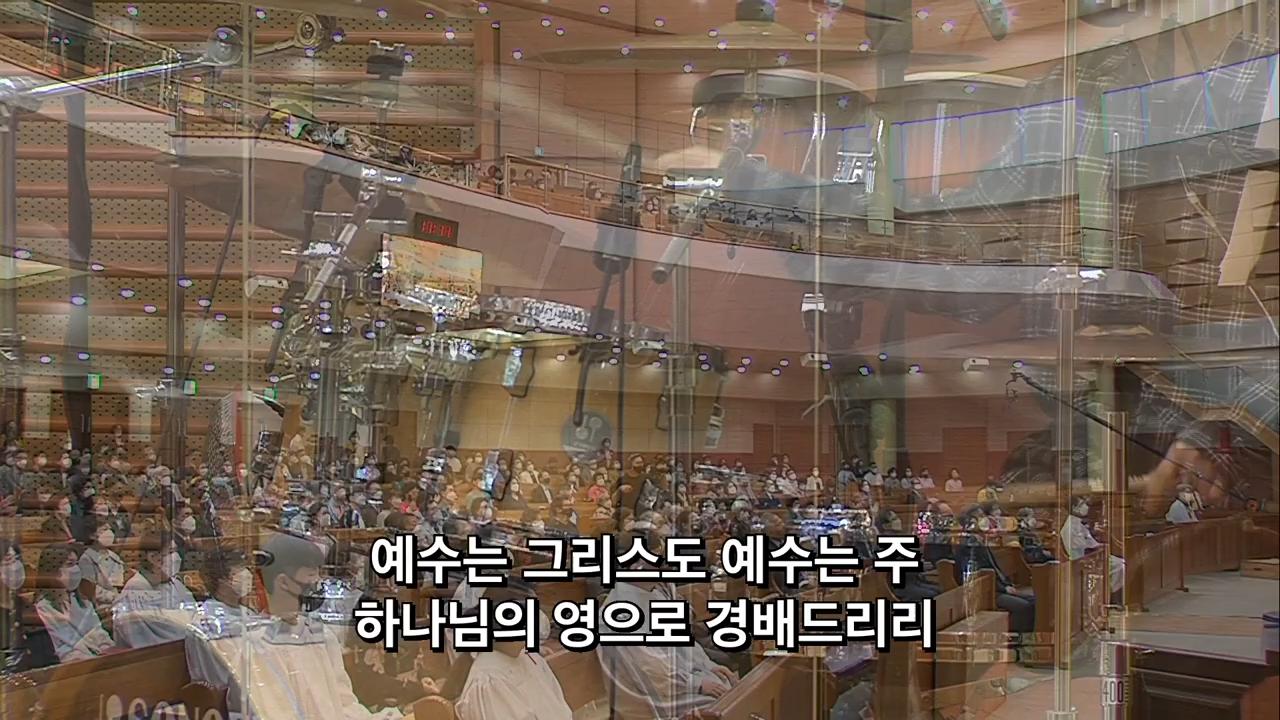 예수는 그리스도 예수는 주
하나님의 영으로 경배드리리